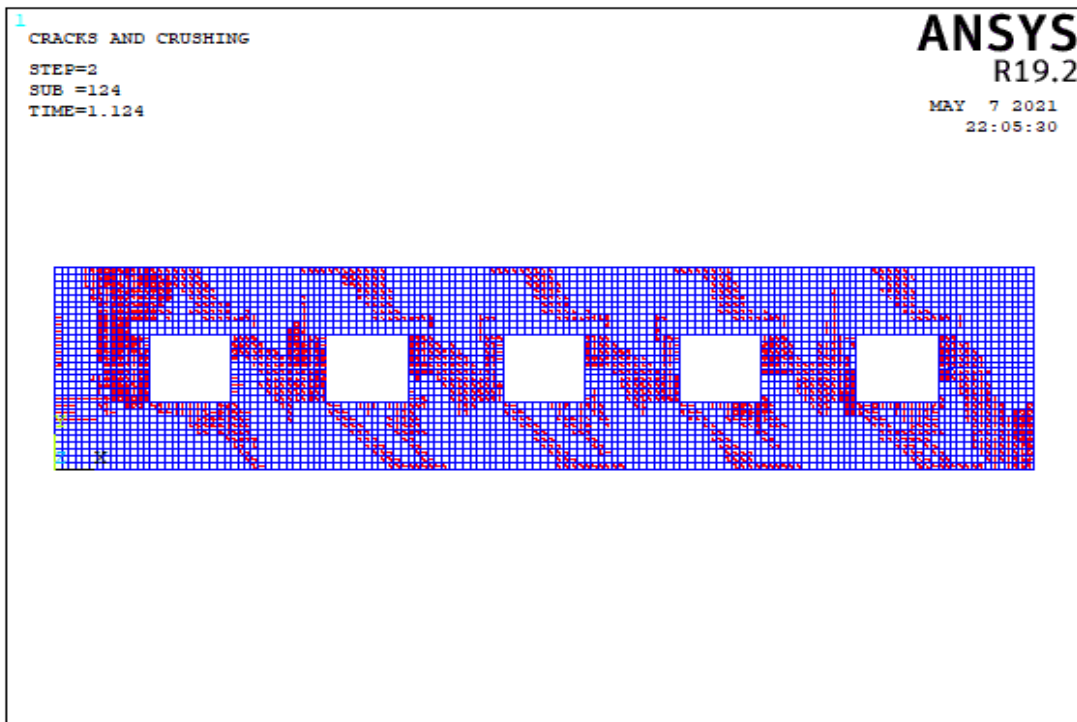 1
CRACKS AND CRUSHING
STEP=2
SUB =124
TIME=1.124
ANSYS
R19.2
MAY  7 2021
22:05:30
X